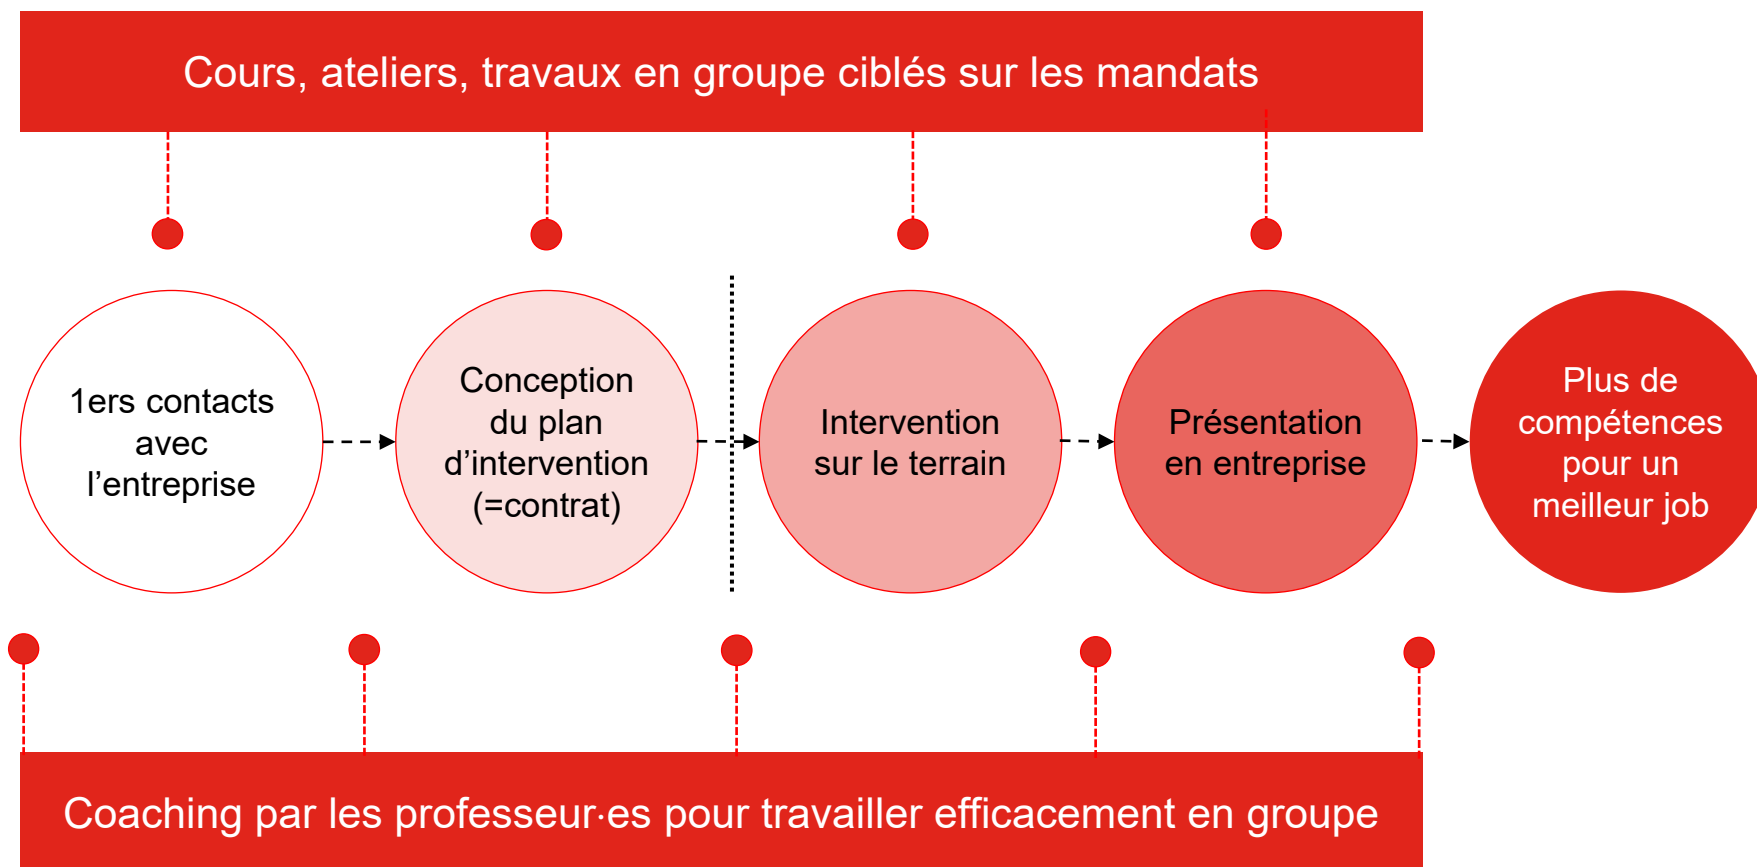 Cours, ateliers, travaux en groupe ciblés sur les mandats
1ers contacts
avec
l’entreprise
Conception
du plan
d’intervention
(=contrat)
Intervention
sur le terrain
Présentation
en entreprise
Plus de
compétences
pour un
meilleur job
Coaching par les professeur·es pour travailler efficacement en groupe